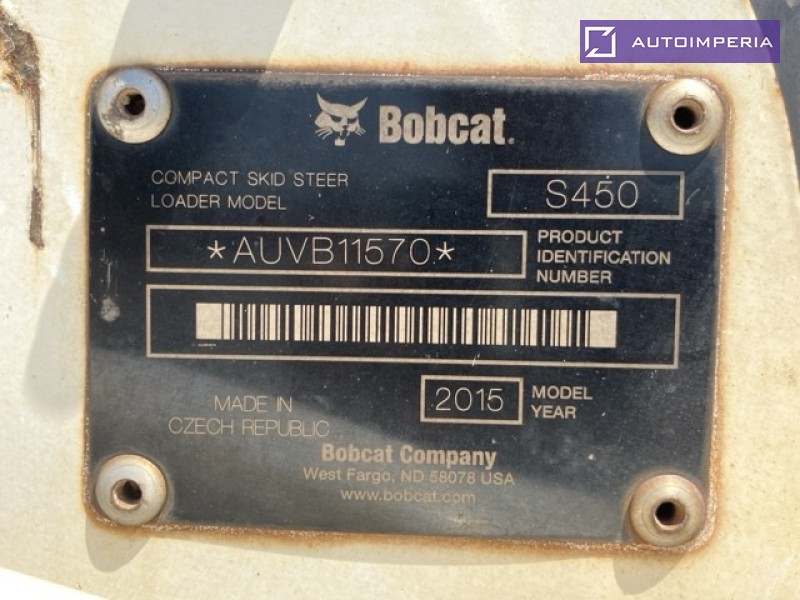 AUTOIMPERIA
Bobcat.
COMPACT SKID STEER
LOADER MODEL
S450
*AUVB11570*
PRODUCT
IDENTIFICATION
NUMBER
MADE IN
CZECH REPUBLIC
2015
MODEL
YEAR
Bobcat Company
West Fargo, ND 58078 USA
www.bobcat.com